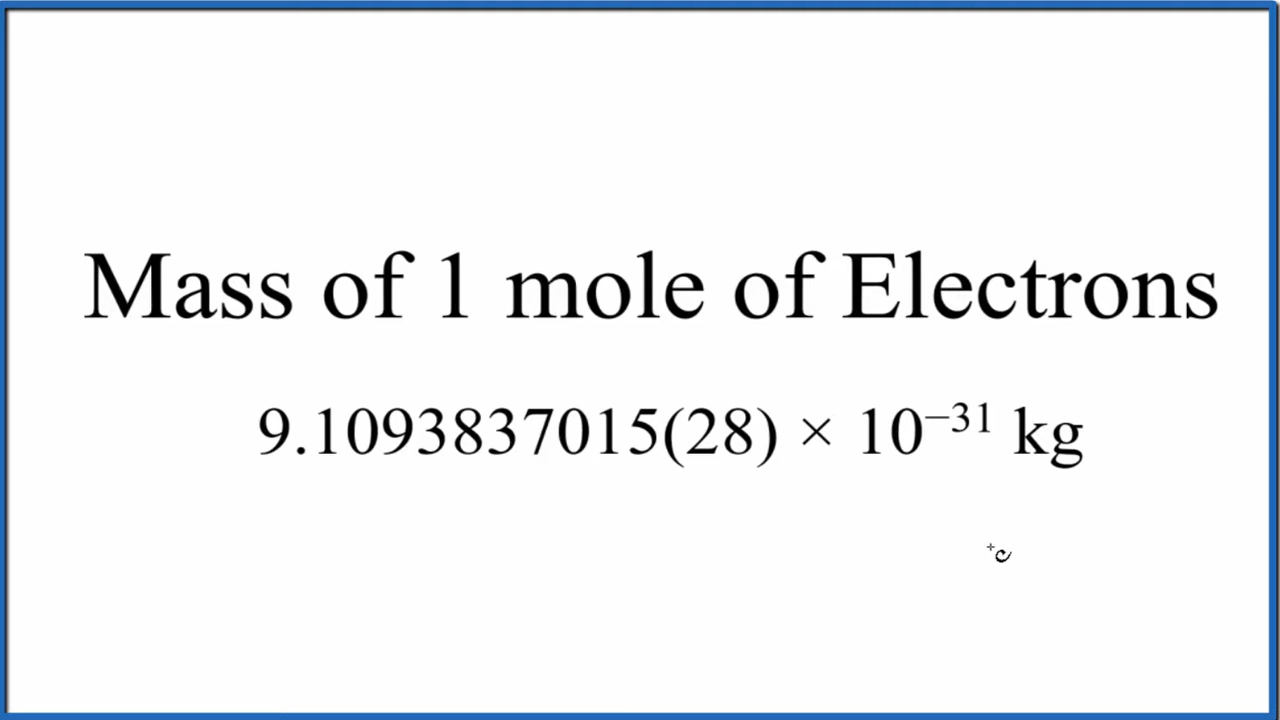 Mass of 1 mole of Electrons
9.1093837015(28) × 10⁻³¹ kg